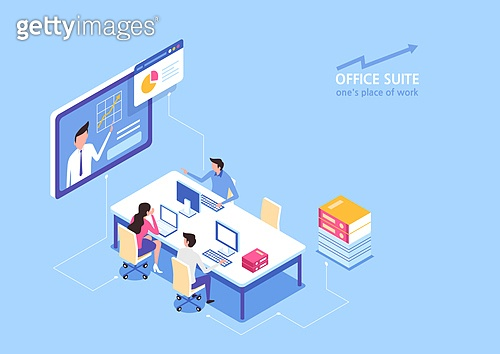 gettyimages®
OFFICE SUITE
one's place of work